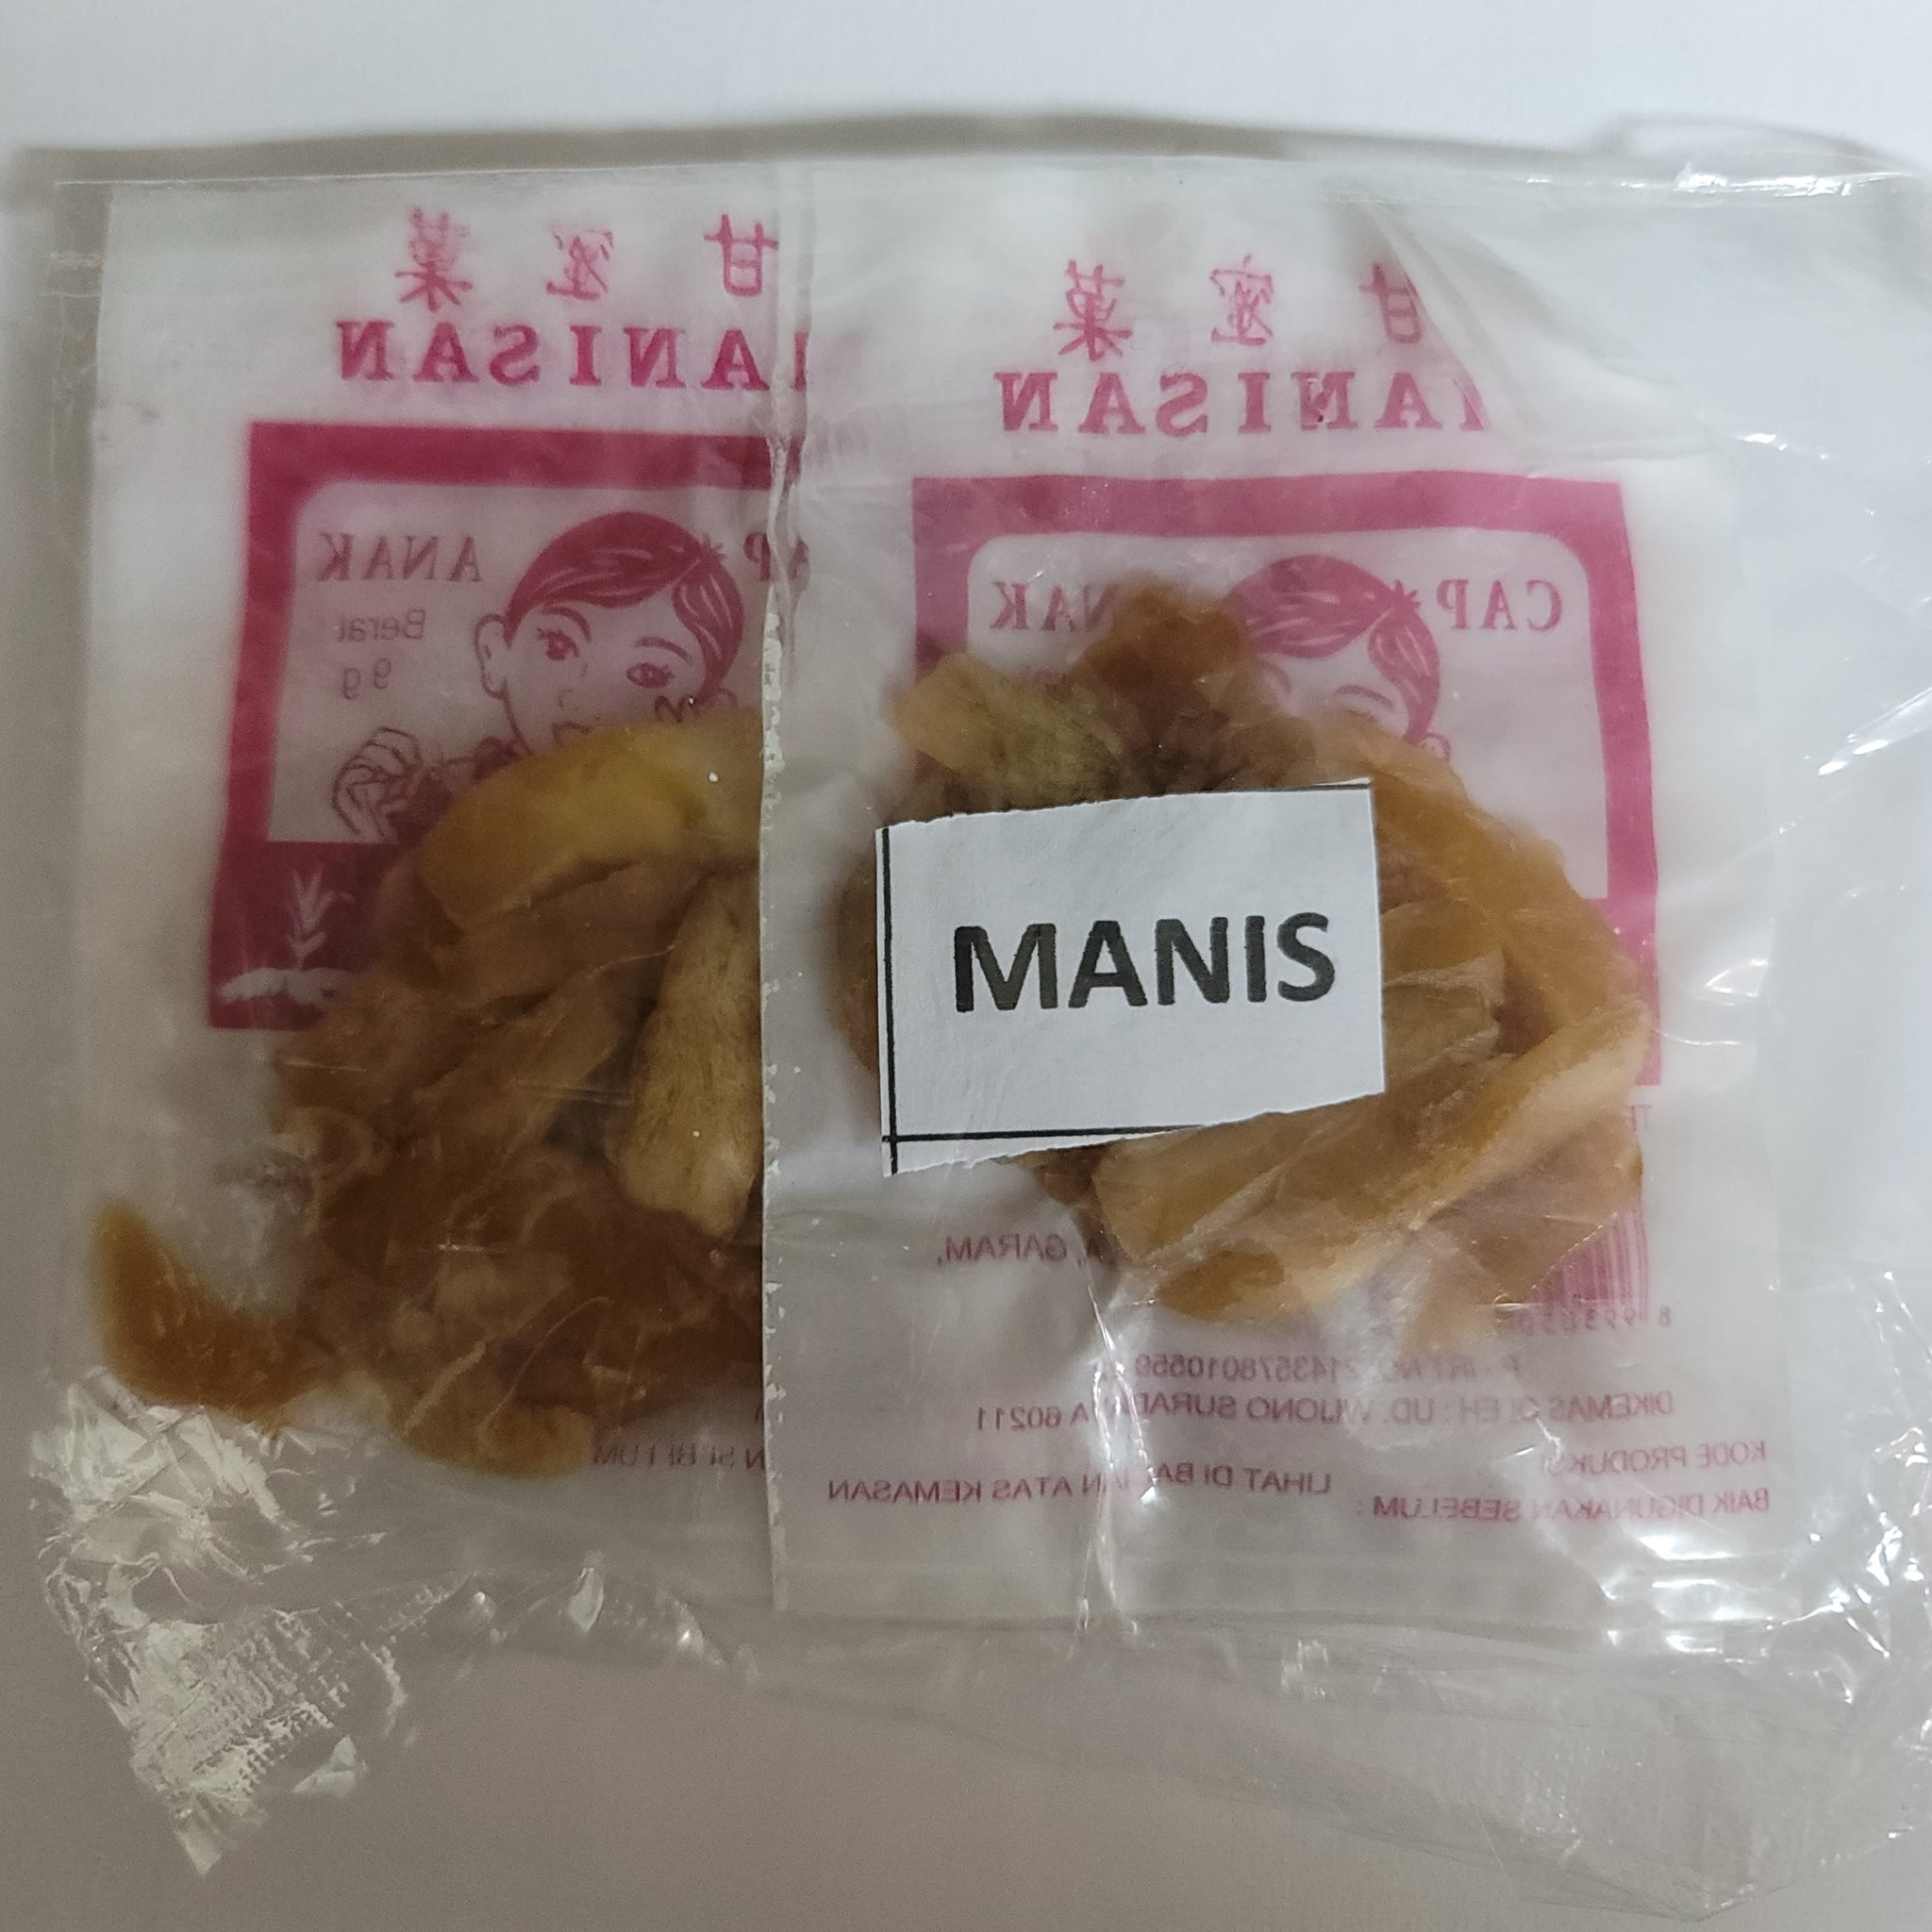 甘 蜜 菓
甘 蜜 菓
ANISAN
ANISAN
ANAK
CAP
Berat
9 g
MANIS
GARAM,
DIKEMAS OLEH : UD. WIJONO SURABAYA 60211
KODE PRODUKSI
LIHAT DI BAGIAN ATAS KEMASAN
BAIK DIGUNAKAN SEBELUM :